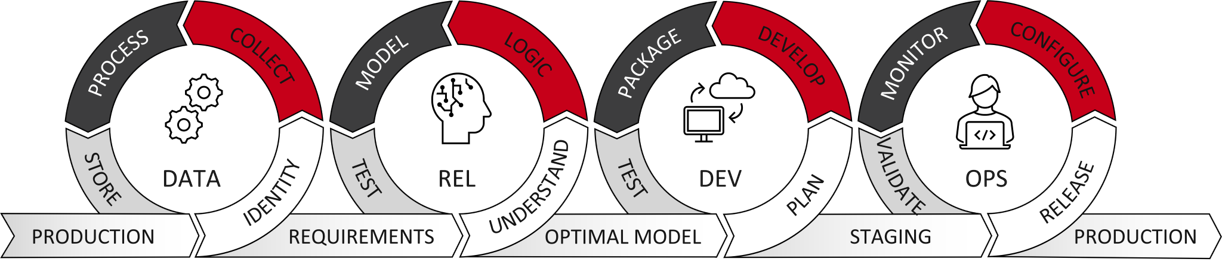 PROCESS
COLLECT
STORE
IDENTITY
DATA
MODEL
LOGIC
TEST
UNDERSTAND
REL
PACKAGE
DEVELOP
TEST
PLAN
DEV
MONITOR
CONFIGURE
VALIDATE
RELEASE
OPS
</>
PRODUCTION
REQUIREMENTS
OPTIMAL MODEL
STAGING
PRODUCTION